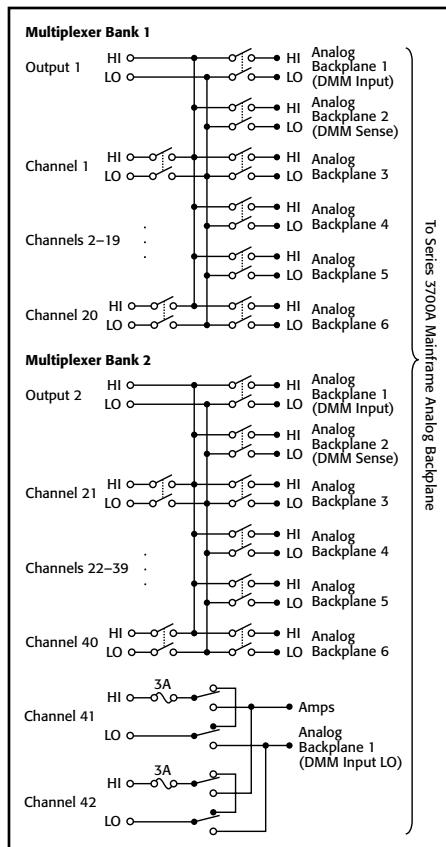 Multiplexer Bank 1
Output 1 HI HI Analog
LO LO Backplane 1
(DMM Input)
HI Analog
Backplane 2
LO (DMM Sense)
Channel 1 HI HI Analog
LO LO Backplane 3
HI Analog
Backplane 4
Channels 2–19 LO
HI Analog
LO Backplane 5
Channel 20 HI HI Analog
LO LO Backplane 6
Multiplexer Bank 2
Output 2 HI HI Analog
LO LO Backplane 1
(DMM Input)
HI Analog
Backplane 2
LO (DMM Sense)
Channel 21 HI HI Analog
LO LO Backplane 3
HI Analog
Backplane 4
Channels 22–39 LO
HI Analog
LO Backplane 5
Channel 40 HI HI Analog
LO LO Backplane 6
3A
Channel 41 HI
Amps
LO
Analog
Backplane 1
(DMM Input LO)
3A
Channel 42 HI
LO
To Series 3700A Mainframe Analog Backplane